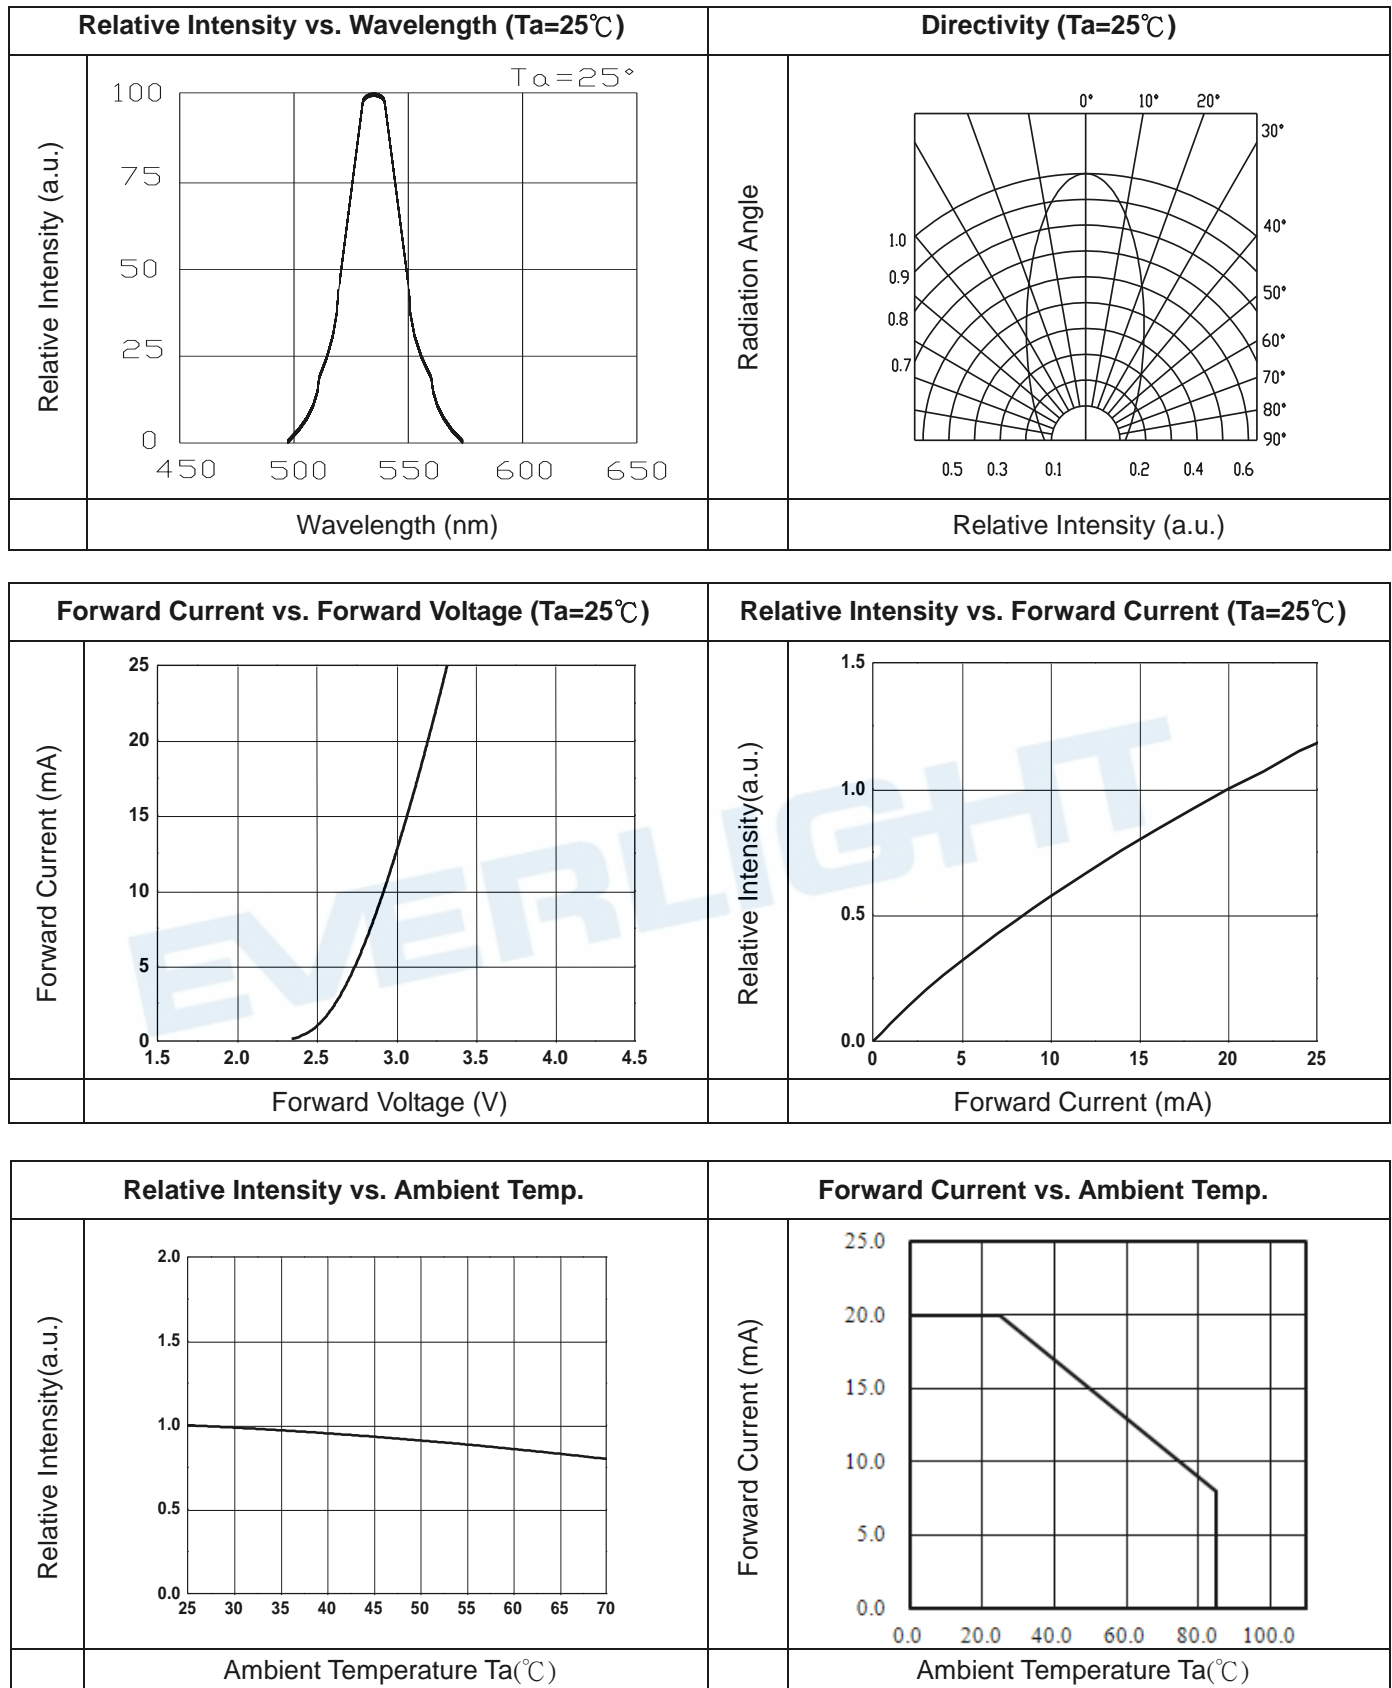 Relative Intensity vs. Wavelength (Ta=25℃)
Directivity (Ta=25℃)
Relative Intensity (a.u.)
Ta=25°
100
75
50
25
0
450 500 550 600 650
Wavelength (nm)
Radiation Angle
0° 10° 20°
30°
40°
50°
60°
70°
80°
90°
1.0
0.9
0.8
0.7
0.5 0.3 0.1 0.2 0.4 0.6
Relative Intensity (a.u.)
Forward Current vs. Forward Voltage (Ta=25℃)
Relative Intensity vs. Forward Current (Ta=25℃)
Forward Current (mA)
25
20
15
10
5
0
1.5 2.0 2.5 3.0 3.5 4.0 4.5
Forward Voltage (V)
Relative Intensity(a.u.)
1.5
1.0
0.5
0.0
0 5 10 15 20 25
Forward Current (mA)
EVERLIGHT
Relative Intensity vs. Ambient Temp.
Forward Current vs. Ambient Temp.
Relative Intensity(a.u.)
2.0
1.5
1.0
0.5
0.0
25 30 35 40 45 50 55 60 65 70
Ambient Temperature Ta(℃)
Forward Current (mA)
25.0
20.0
15.0
10.0
5.0
0.0
0.0 20.0 40.0 60.0 80.0 100.0
Ambient Temperature Ta(℃)